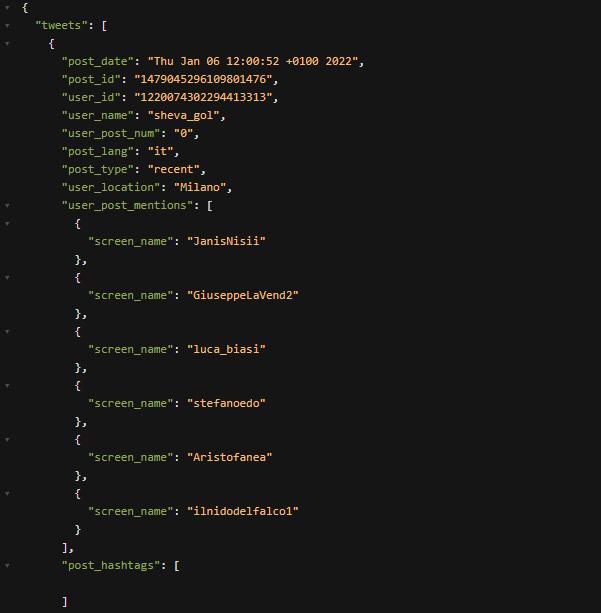 {
"tweets": [
{
"post_date": "Thu Jan 06 12:00:52 +0100 2022",
"post_id": "1479045296109801476",
"user_id": "1220074302294413313",
"user_name": "sheva_gol",
"user_post_num": "0",
"post_lang": "it",
"post_type": "recent",
"user_location": "Milano",
"user_post_mentions": [
{
"screen_name": "JanisNisii"
},
{
"screen_name": "GiuseppeLaVend2"
},
{
"screen_name": "luca_biasi"
},
{
"screen_name": "stefanoedo"
},
{
"screen_name": "Aristofanea"
},
{
"screen_name": "ilnidodelfalco1"
}
],
"post_hashtags": [
]